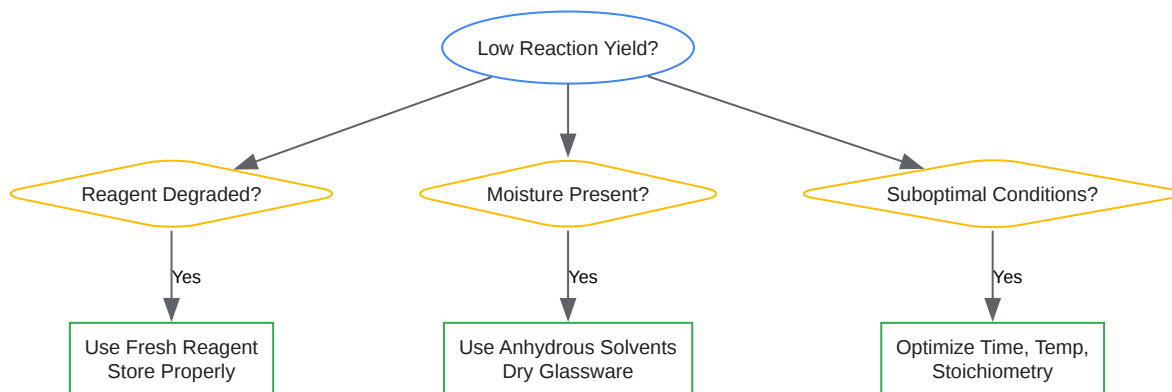 Low Reaction Yield?
Reagent Degraded?
Moisture Present?
Suboptimal Conditions?
Yes
Yes
Yes
Use Fresh Reagent
Store Properly
Use Anhydrous Solvents
Dry Glassware
Optimize Time, Temp,
Stoichiometry